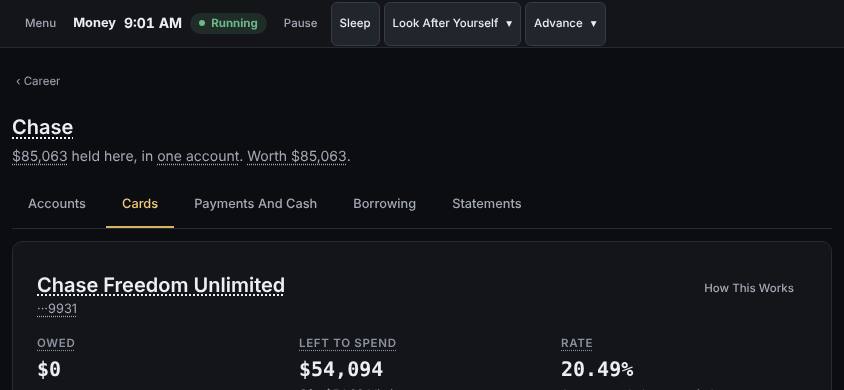 Menu Money 9:01 AM Running Pause Sleep Look After Yourself ▾ Advance ▾
‹ Career
Chase
$85,063 held here, in one account. Worth $85,063.
Accounts Cards Payments And Cash Borrowing Statements
Chase Freedom Unlimited How This Works
···9931
OWED LEFT TO SPEND RATE
$0 $54,094 20.49%